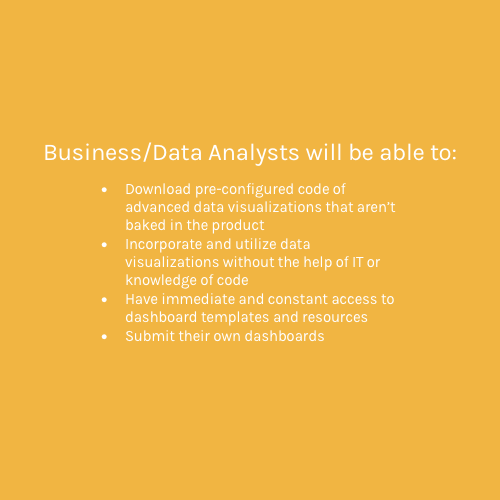 Business/Data Analysts will be able to:
• Download pre-configured code of
advanced data visualizations that aren’t
baked in the product
• Incorporate and utilize data
visualizations without the help of IT or
knowledge of code
• Have immediate and constant access to
dashboard templates and resources
• Submit their own dashboards